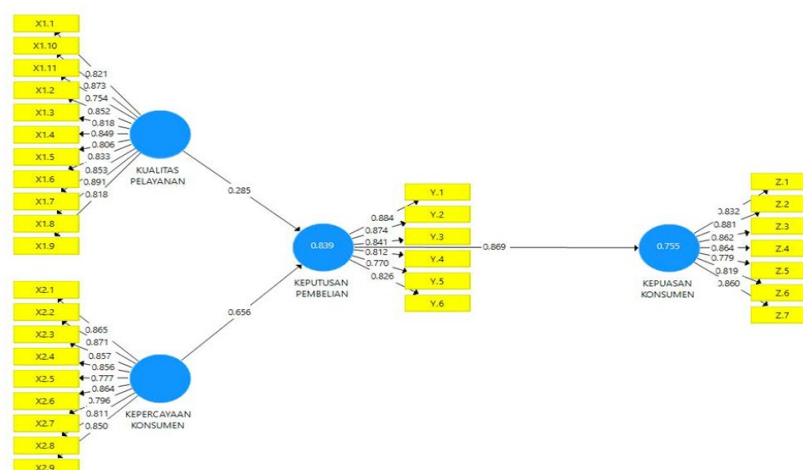 X1.1
X1.10
X1.11
X1.2
X1.3
X1.4
X1.5
X1.6
X1.7
X1.8
X1.9
0.821
0.873
0.754
0.852
0.818
0.849
0.806
0.833
0.853
0.891
0.818
KUALITAS
PELAYANAN
0.285
X2.1
X2.2
X2.3
X2.4
X2.5
X2.6
X2.7
X2.8
X2.9
0.865
0.871
0.857
0.856
0.777
0.864
0.796
0.811
0.850
KEPERCAYAAN
KONSUMEN
0.656
0.839
KEPUTUSAN
PEMBELIAN
0.884
0.874
0.841
0.812
0.770
0.826
Y.1
Y.2
Y.3
Y.4
Y.5
Y.6
0.869
0.755
KEPUASAN
KONSUMEN
0.832
0.881
0.862
0.864
0.779
0.819
0.860
Z.1
Z.2
Z.3
Z.4
Z.5
Z.6
Z.7